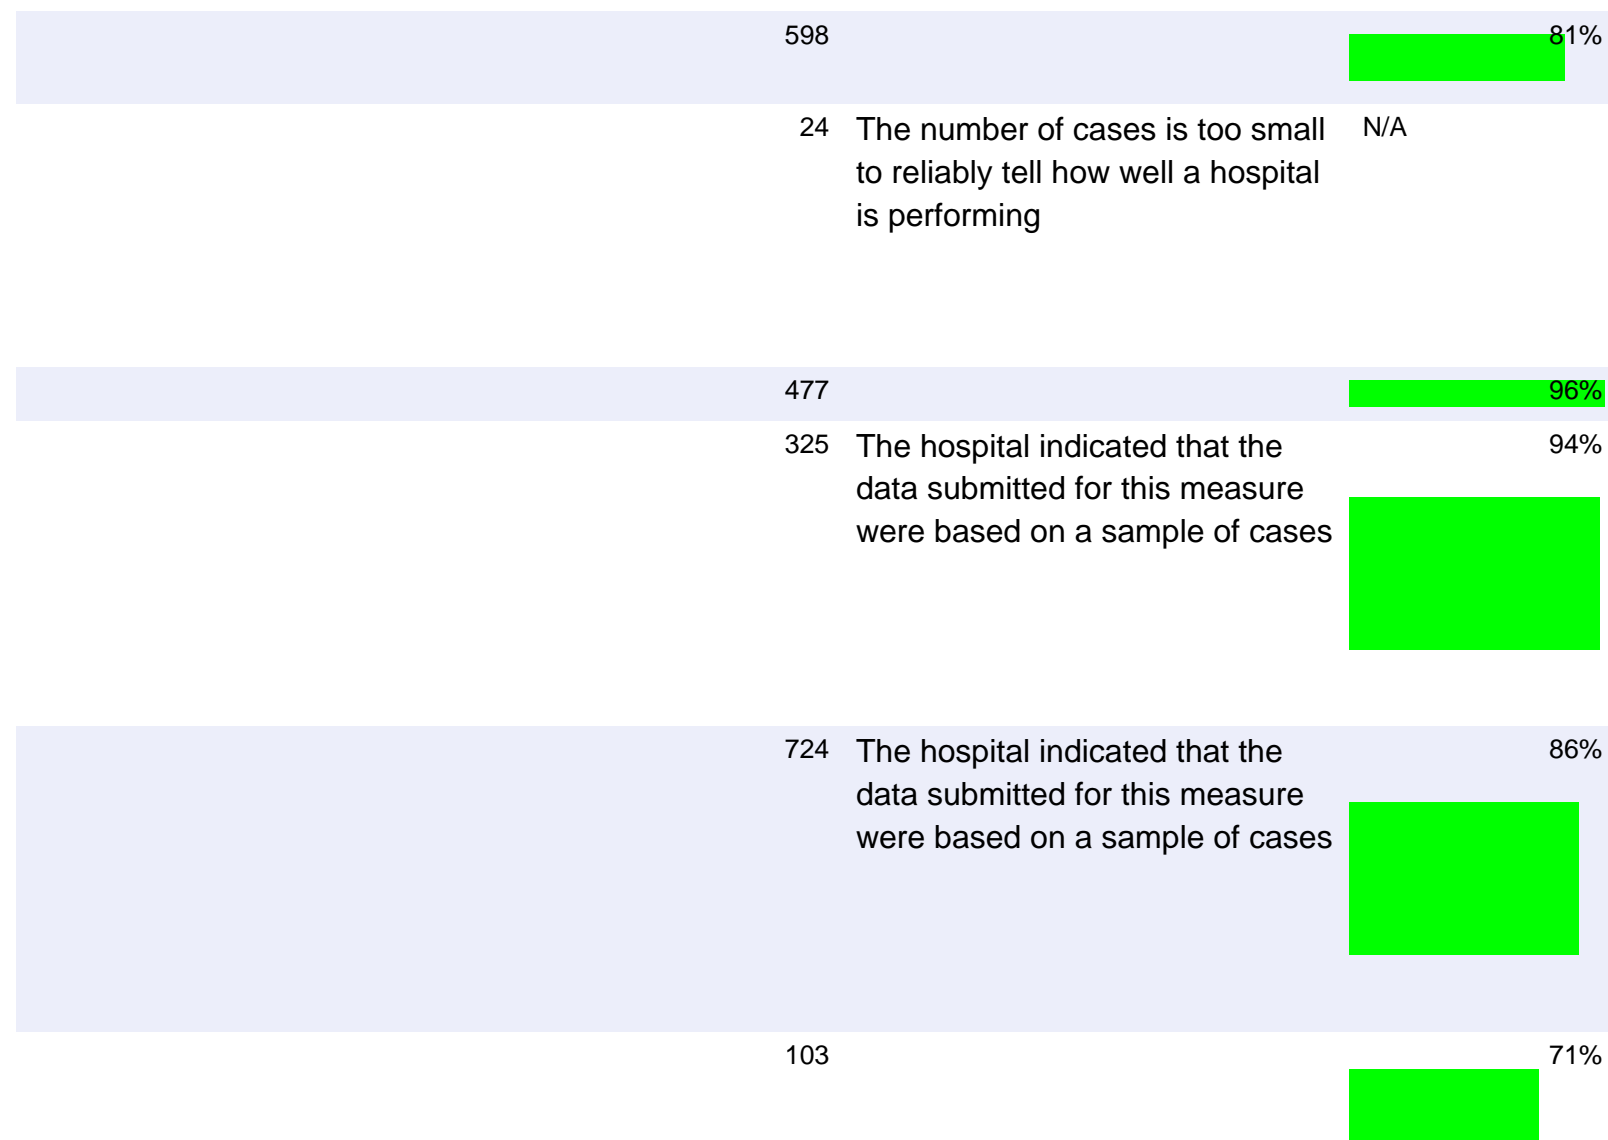 598 81%
24 The number of cases is too small N/A
to reliably tell how well a hospital
is performing
477 96%
325 The hospital indicated that the 94%
data submitted for this measure
were based on a sample of cases
724 The hospital indicated that the 86%
data submitted for this measure
were based on a sample of cases
103 71%